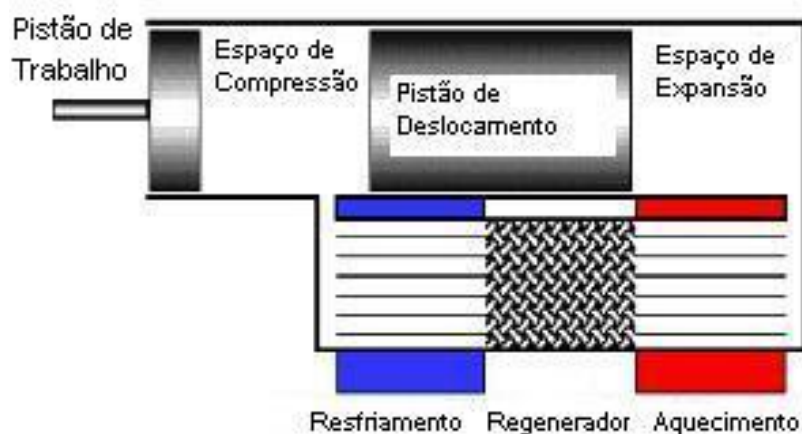 Pistão de
Trabalho
Espaço de
Compressão
Pistão de
Deslocamento
Espaço de
Expansão
Resfriamento
Regenerador
Aquecimento